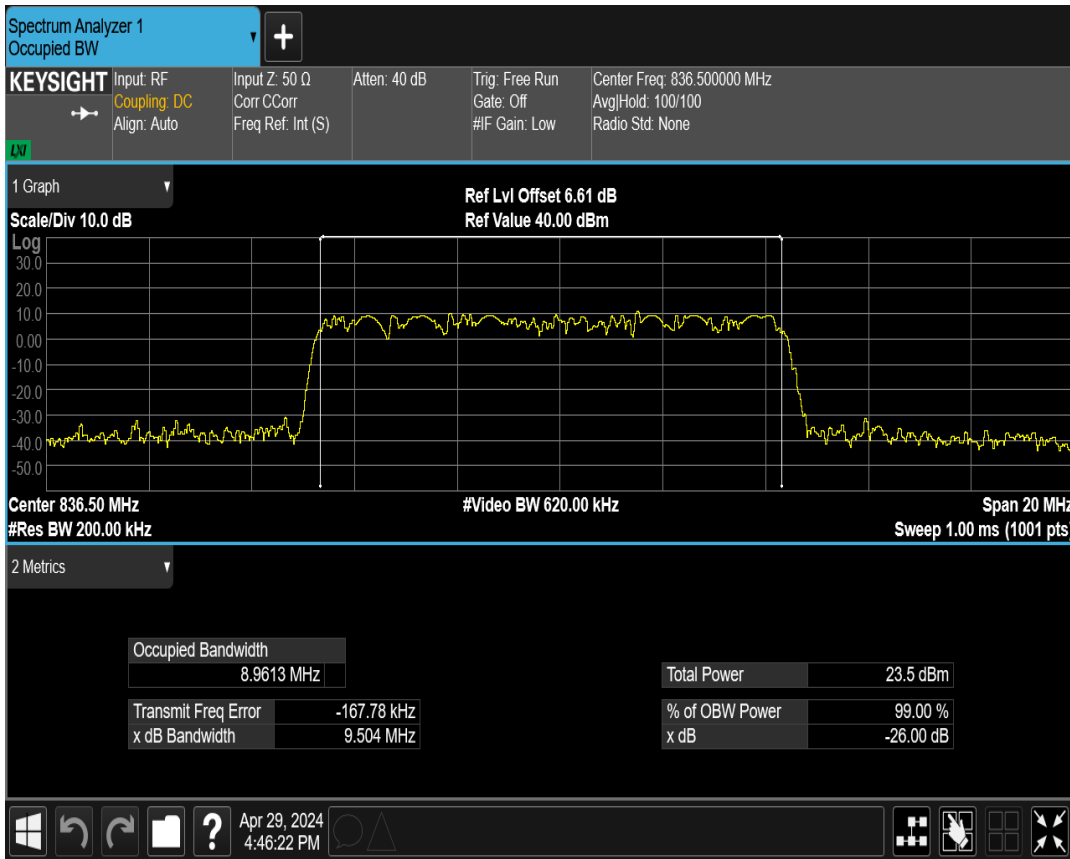 Spectrum Analyzer 1
Occupied BW
KEYSIGHT
LXI
Input: RF
Coupling: DC
Align: Auto
Input Z: 50 Ω
Corr CCorr
Freq Ref: Int (S)
Atten: 40 dB
Trig: Free Run
Gate: Off
#IF Gain: Low
Center Freq: 836.500000 MHz
Avg|Hold: 100/100
Radio Std: None
1 Graph
Scale/Div 10.0 dB
Ref Lvl Offset 6.61 dB
Ref Value 40.00 dBm
Log
30.0
20.0
10.0
0.00
-10.0
-20.0
-30.0
-40.0
-50.0
Center 836.50 MHz
#Res BW 200.00 kHz
#Video BW 620.00 kHz
Span 20 MHz
Sweep 1.00 ms (1001 pts)
2 Metrics
Occupied Bandwidth
8.9613 MHz
Transmit Freq Error -167.78 kHz
x dB Bandwidth 9.504 MHz
Total Power 23.5 dBm
% of OBW Power 99.00 %
x dB -26.00 dB
Apr 29, 2024
4:46:22 PM